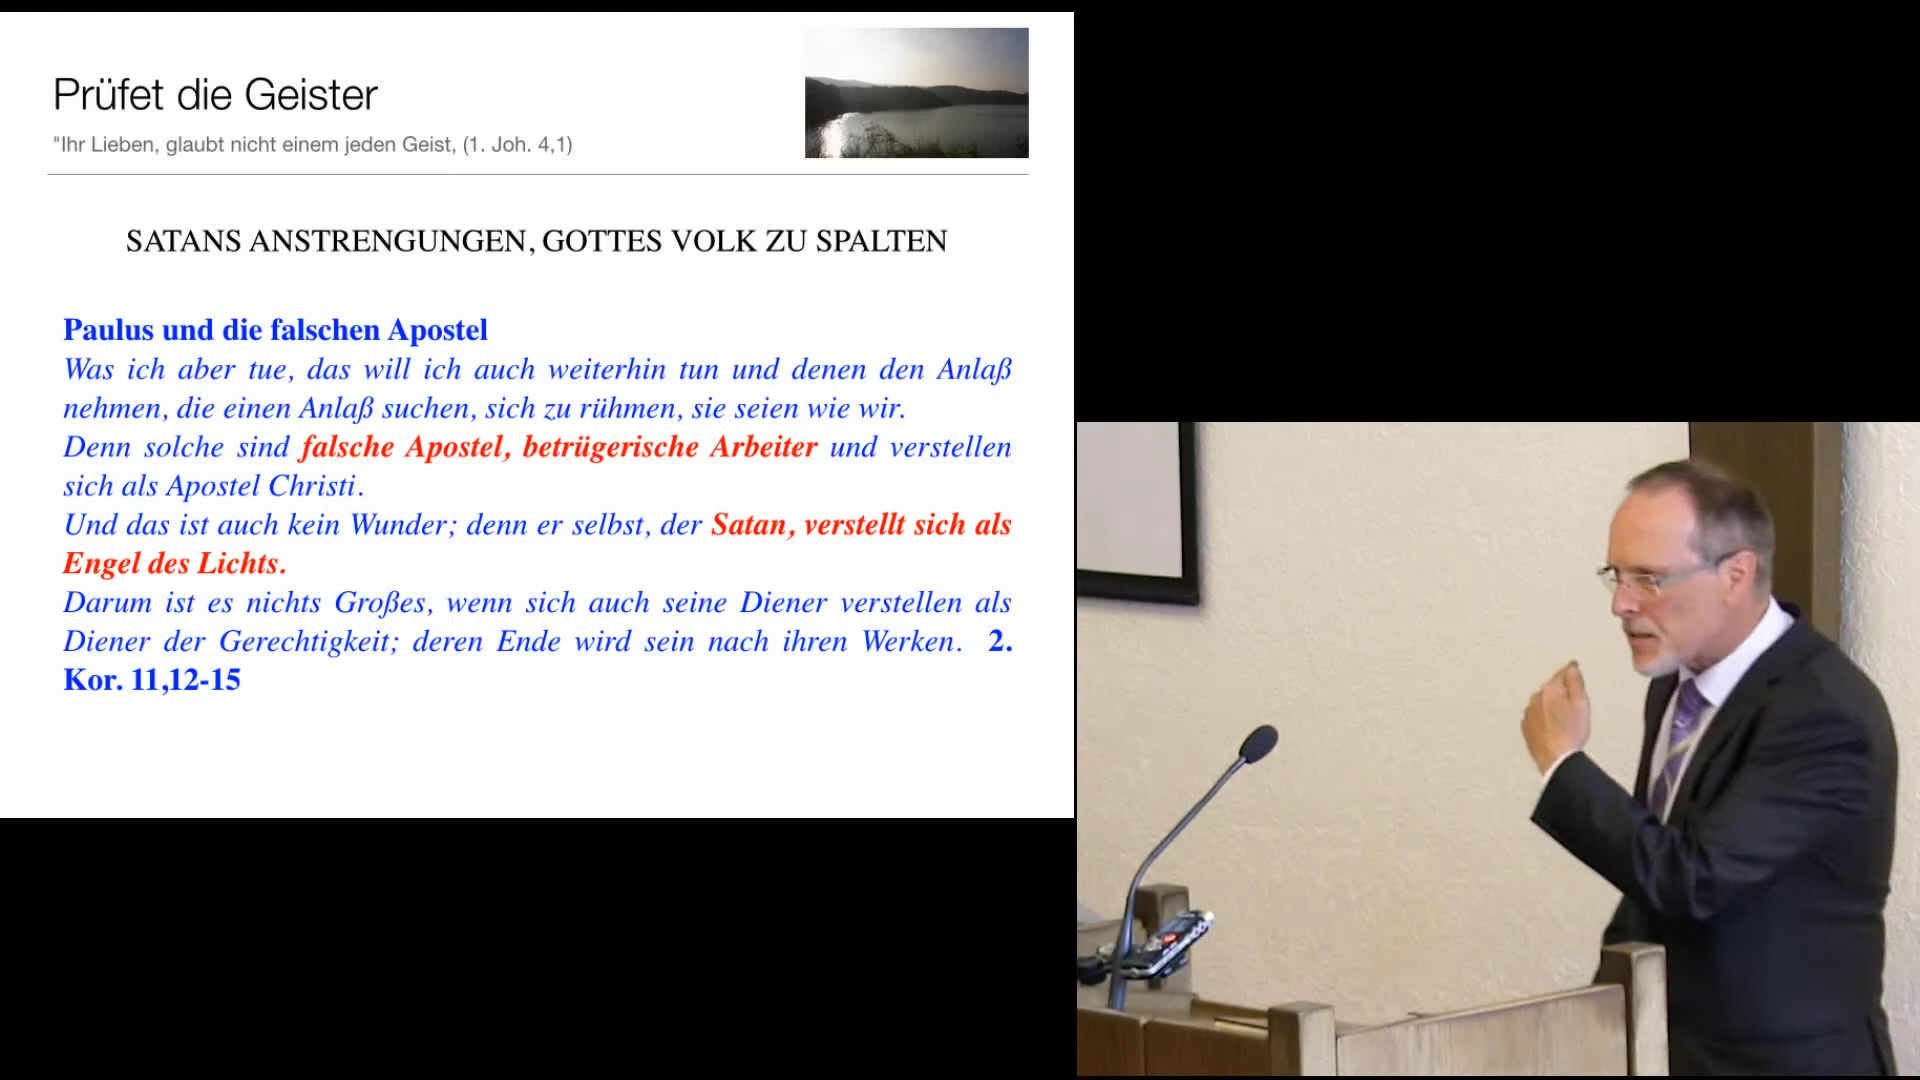 Prüfet die Geister
"Ihr Lieben, glaubt nicht einem jeden Geist, (1. Joh. 4,1)
SATANS ANSTRENGUNGEN, GOTTES VOLK ZU SPALTEN
Paulus und die falschen Apostel
Was ich aber tue, das will ich auch weiterhin tun und denen den Anlaß
nehmen, die einen Anlaß suchen, sich zu rühmen, sie seien wie wir.
Denn solche sind falsche Apostel, betrügerische Arbeiter und verstellen
sich als Apostel Christi.
Und das ist auch kein Wunder; denn er selbst, der Satan, verstellt sich als
Engel des Lichts.
Darum ist es nichts Großes, wenn sich auch seine Diener verstellen als
Diener der Gerechtigkeit; deren Ende wird sein nach ihren Werken. 2.
Kor. 11,12-15